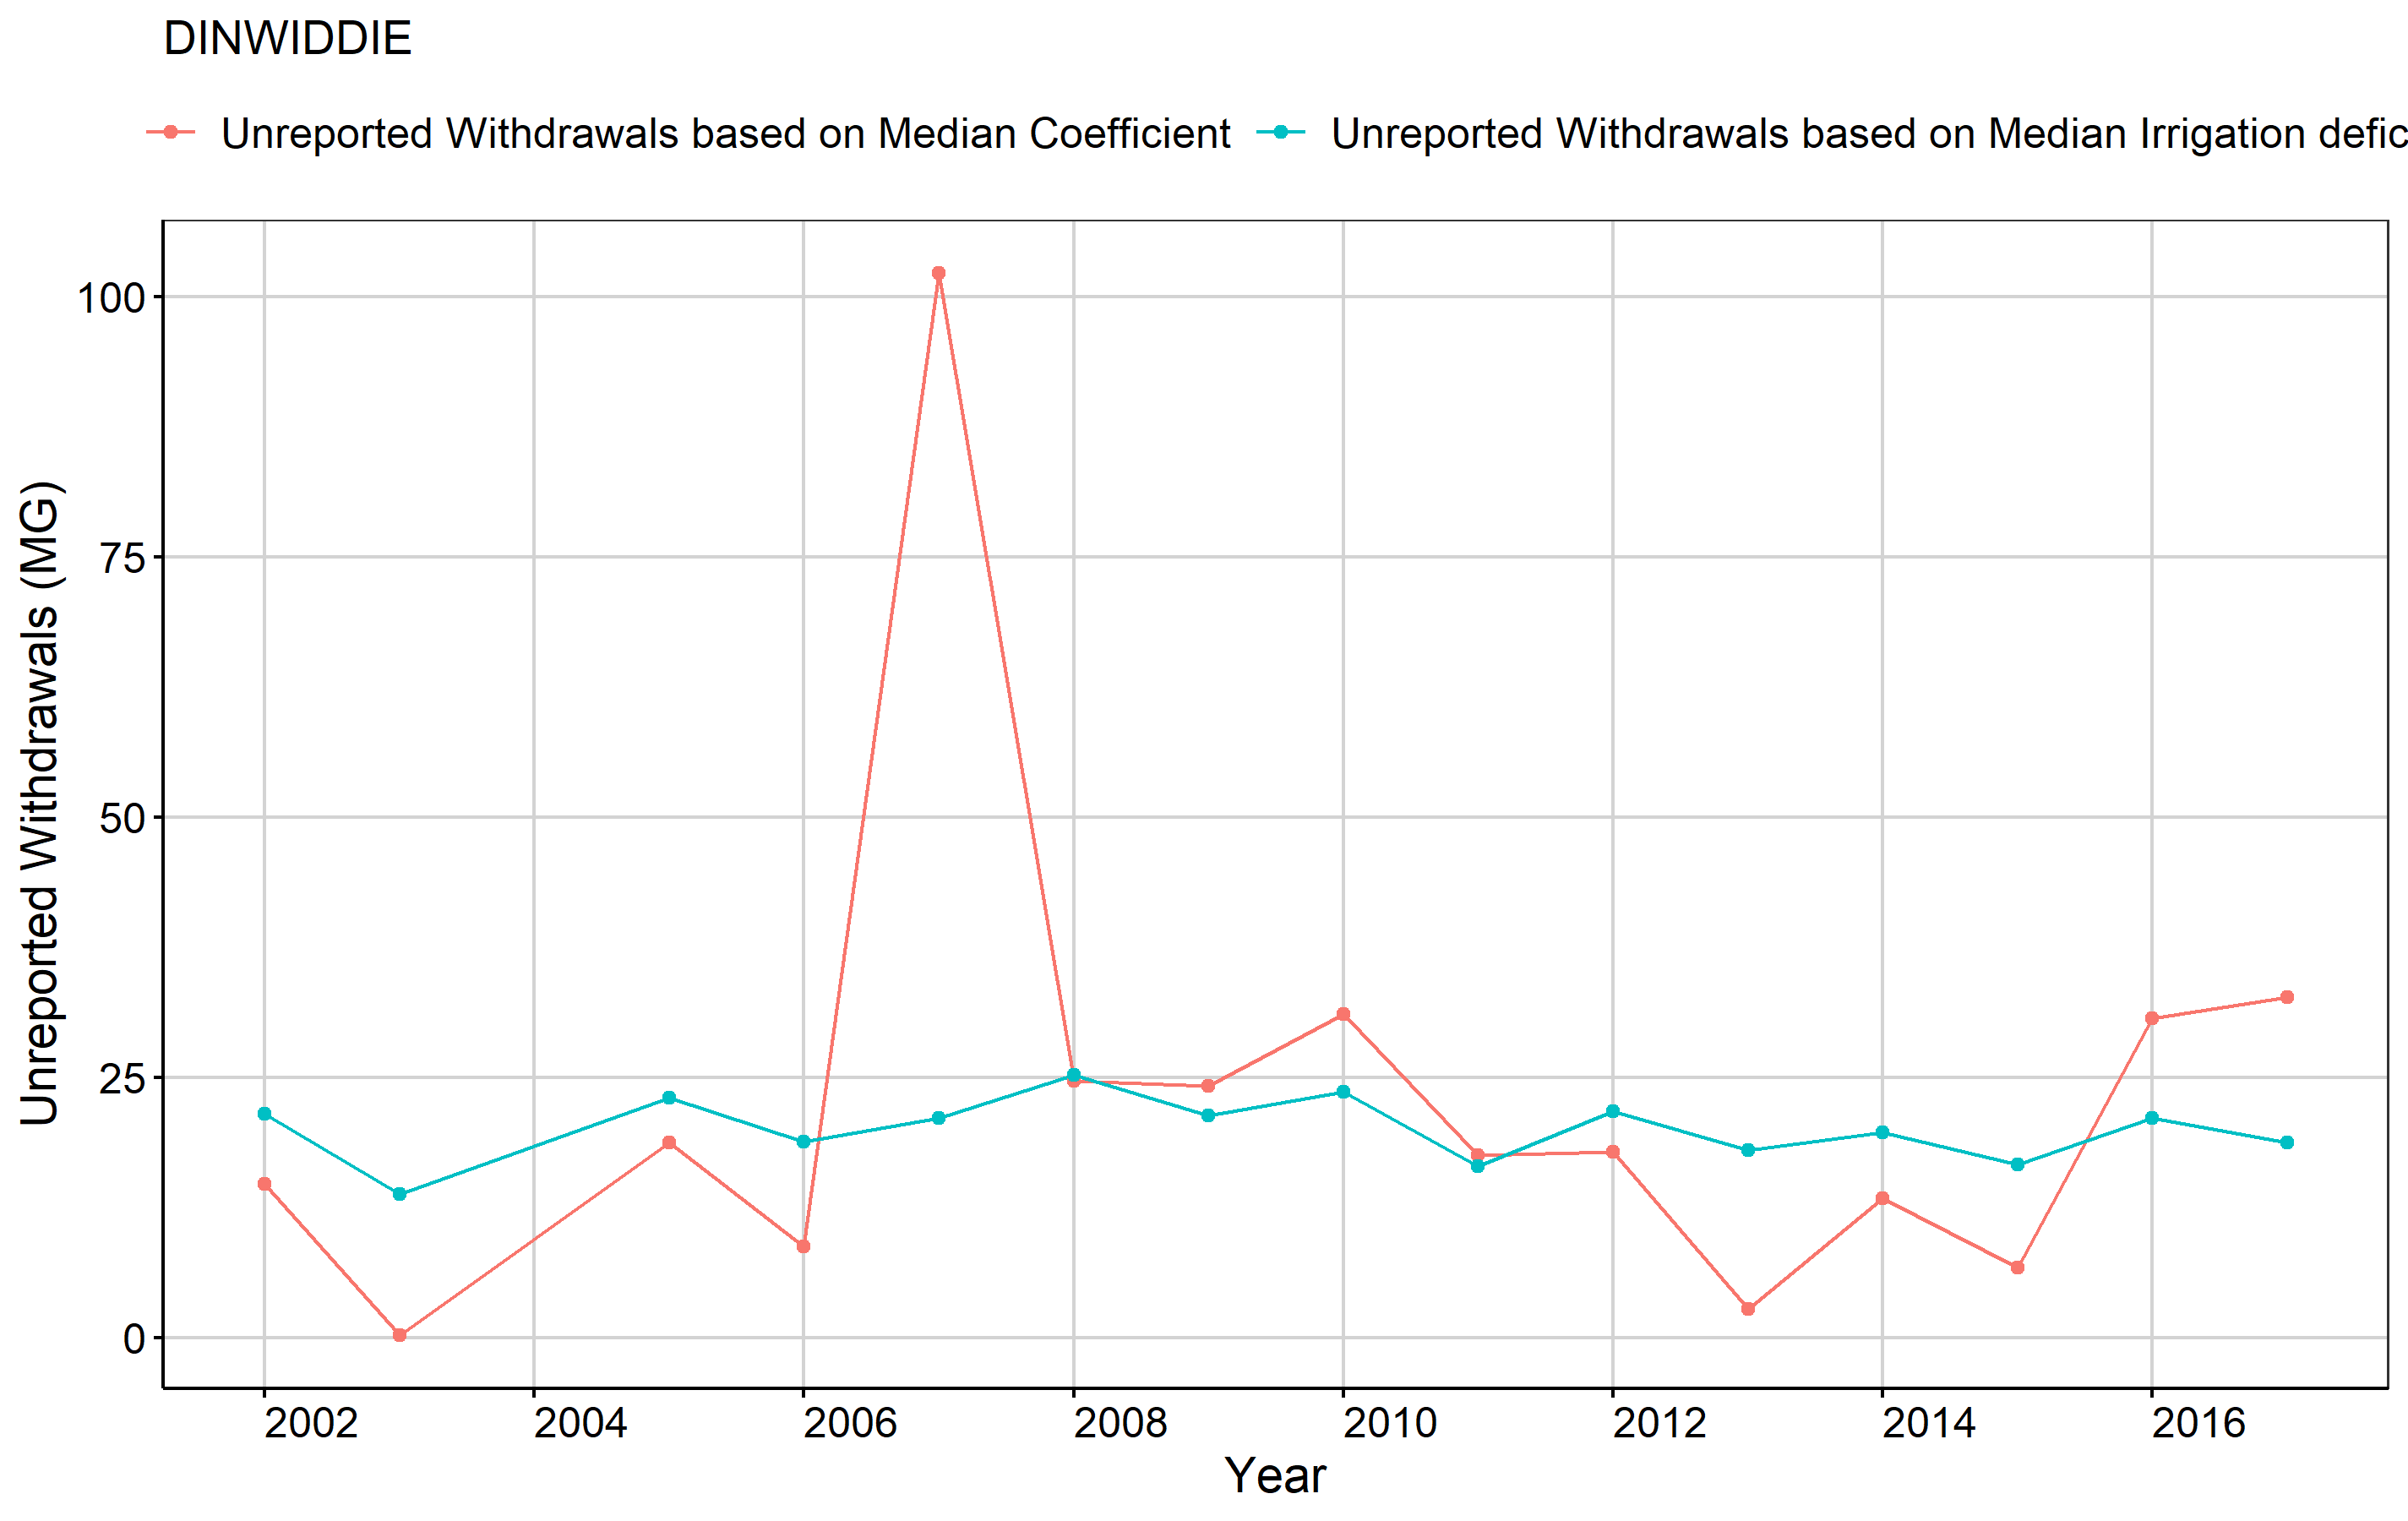 DINWIDDIE
Unreported Withdrawals based on Median Coefficient Unreported Withdrawals based on Median Irrigation defic
Unreported Withdrawals (MG)
100
75
50
25
0
2002 2004 2006 2008 2010 2012 2014 2016
Year